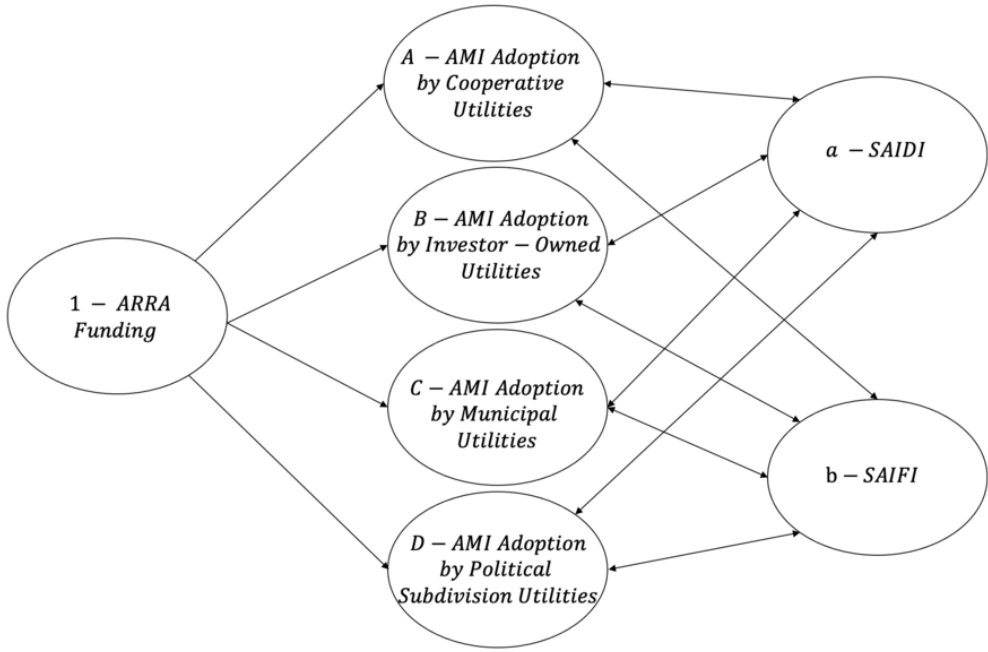 A – AMI Adoption
by Cooperative
Utilities
B – AMI Adoption
by Investor – Owned
Utilities
1 – ARRA
Funding
C – AMI Adoption
by Municipal
Utilities
D – AMI Adoption
by Political
Subdivision Utilities
a – SAIDI
b – SAIFI